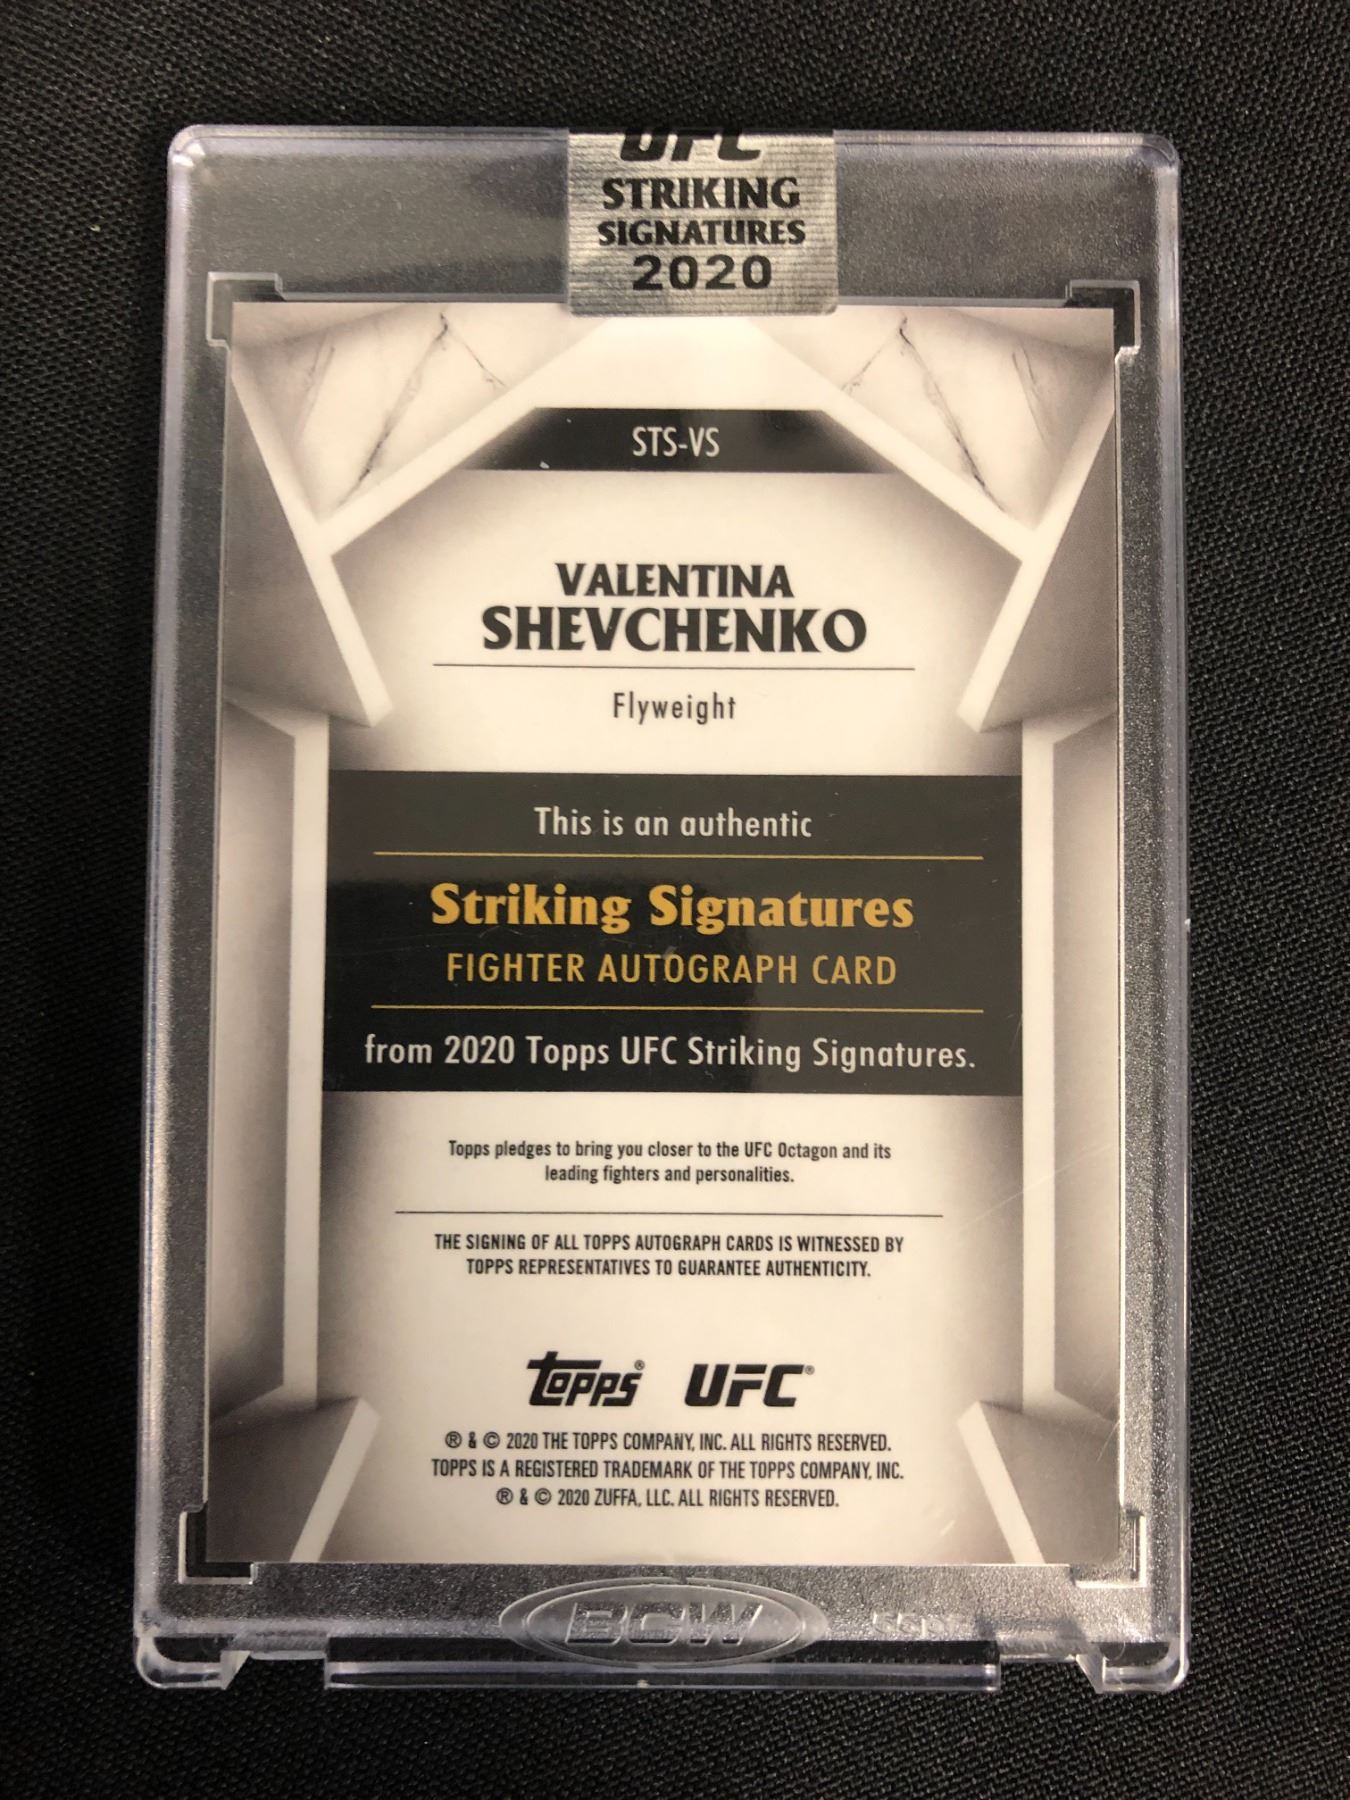 UFC
STRIKING
SIGNATURES
2020
STS-VS
VALENTINA
SHEVCHENKO
Flyweight
This is an authentic
Striking Signatures
FIGHTER AUTOGRAPH CARD
from 2020 Topps UFC Striking Signatures.
Topps pledges to bring you closer to the UFC Octagon and its
leading fighters and personalities.
THE SIGNING OF ALL TOPPS AUTOGRAPH CARDS IS WITNESSED BY
TOPPS REPRESENTATIVES TO GUARANTEE AUTHENTICITY.
topps® UFC®
® & © 2020 THE TOPPS COMPANY, INC. ALL RIGHTS RESERVED.
TOPPS IS A REGISTERED TRADEMARK OF THE TOPPS COMPANY, INC.
® & © 2020 ZUFFA, LLC. ALL RIGHTS RESERVED.
BCW